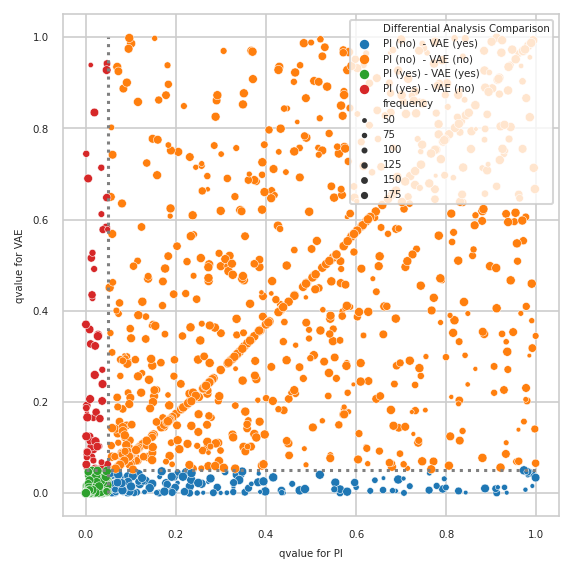 Differential Analysis Comparison
PI (no) - VAE (yes)
PI (no) - VAE (no)
PI (yes) - VAE (yes)
PI (yes) - VAE (no)
frequency
50
75
100
125
150
175
1.0
0.8
0.6
0.4
0.2
0.0
qvalue for VAE
0.0 0.2 0.4 0.6 0.8 1.0
qvalue for PI